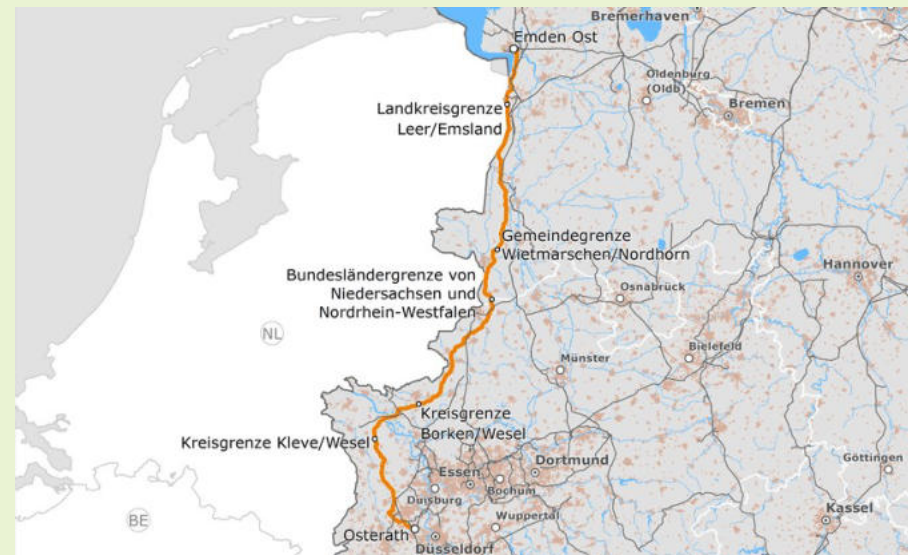 Bremerhaven
Emden Ost
Oldenburg
(Oldb)
Bremen
Landkreisgrenze
Leer/Emsland
Gemeindegrenze
Wietmarschen/Nordhorn
Hannover
Bundesländergrenze von
Niedersachsen und
Nordrhein-Westfalen
Osnabrück
NL
Bielefeld
Münster
Kreisgrenze
Borken/Wesel
Kreisgrenze Kleve/Wesel
Dortmund
Essen
Göttingen
Bochum
Duisburg
Kassel
Wuppertal
BE
Osterath
Düsseldorf